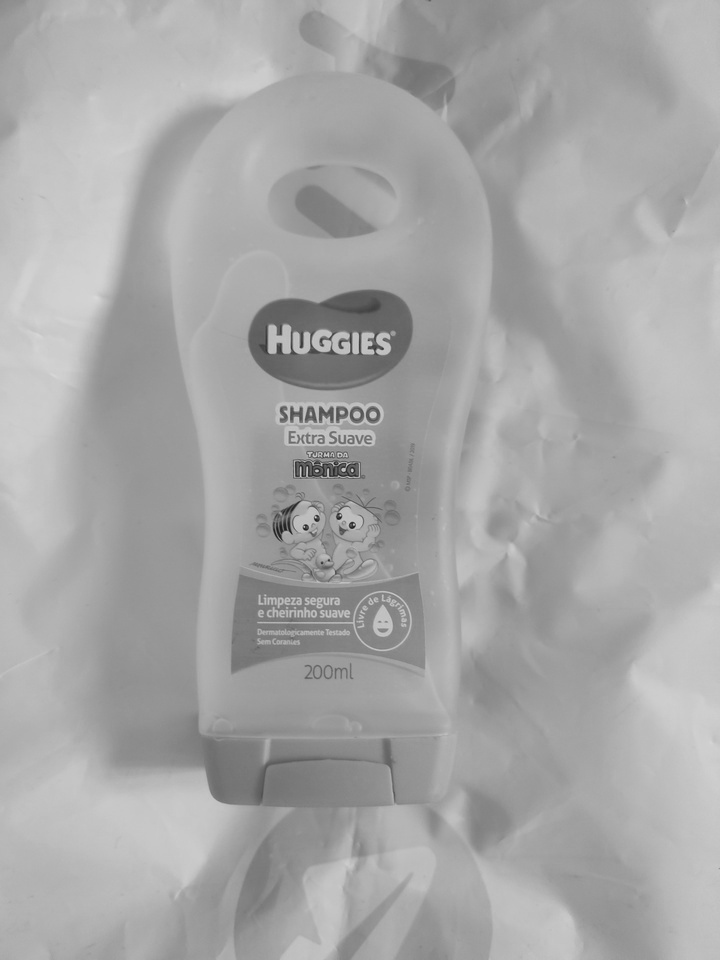 HUGGIES®
SHAMPOO
Extra Suave
TURMA DA
Mônica
Limpeza segura
e cheirinho suave
Dermatologicamente Testado
Sem Corantes
Livre de Lágrimas
200ml